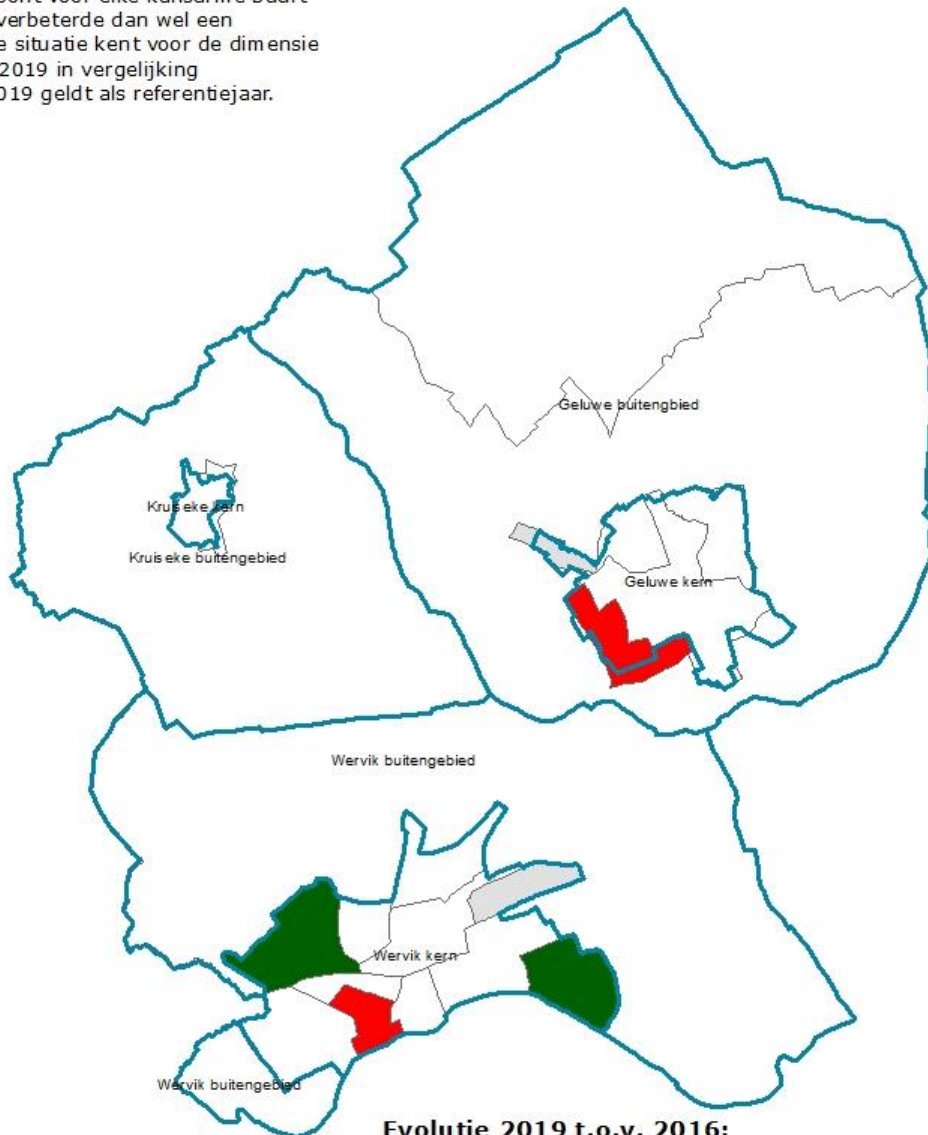 verbeterde dan wel een
e situatie kent voor de dimensie
2019 in vergelijking
019 geldt als referentiejaar.
Geluwe buitengbied
Kruiseke kern
Kruiseke buitengebied
Geluwe kern
Wervik buitengebied
Wervik kern
Wervik buitengebied
Evolutie 2019 t.o.v. 2016: